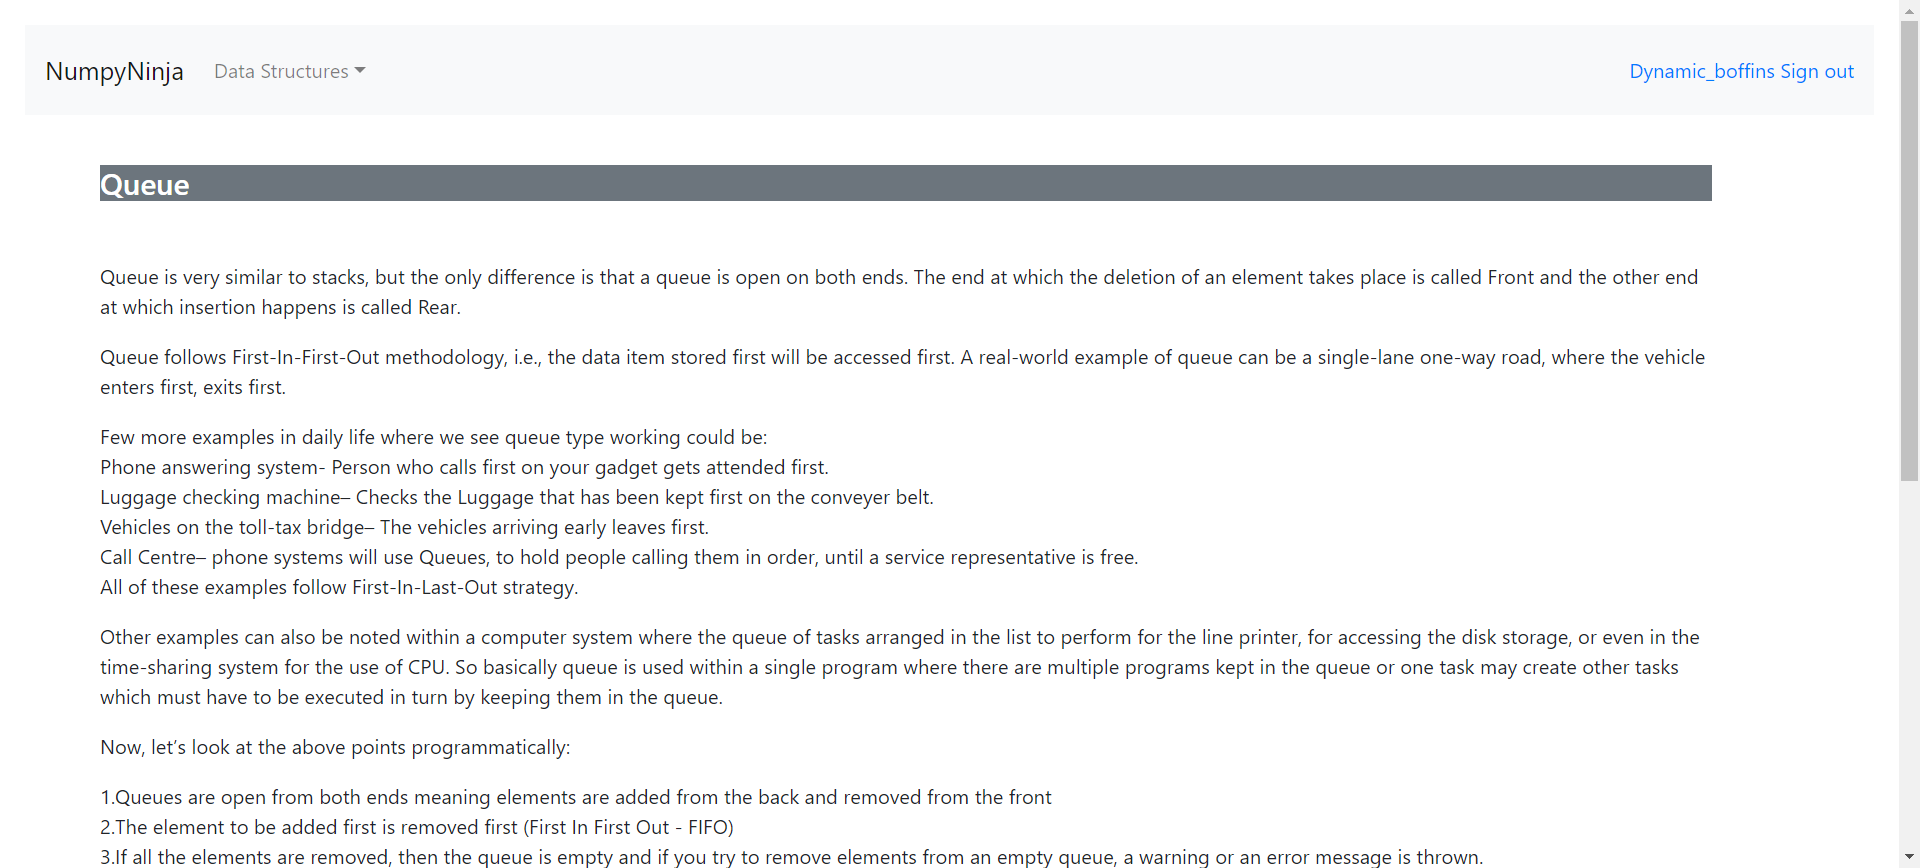 NumpyNinja Data Structures Dynamic_boffins Sign out
Queue
Queue is very similar to stacks, but the only difference is that a queue is open on both ends. The end at which the deletion of an element takes place is called Front and the other end
at which insertion happens is called Rear.
Queue follows First-In-First-Out methodology, i.e., the data item stored first will be accessed first. A real-world example of queue can be a single-lane one-way road, where the vehicle
enters first, exits first.
Few more examples in daily life where we see queue type working could be:
Phone answering system- Person who calls first on your gadget gets attended first.
Luggage checking machine– Checks the Luggage that has been kept first on the conveyer belt.
Vehicles on the toll-tax bridge– The vehicles arriving early leaves first.
Call Centre– phone systems will use Queues, to hold people calling them in order, until a service representative is free.
All of these examples follow First-In-Last-Out strategy.
Other examples can also be noted within a computer system where the queue of tasks arranged in the list to perform for the line printer, for accessing the disk storage, or even in the
time-sharing system for the use of CPU. So basically queue is used within a single program where there are multiple programs kept in the queue or one task may create other tasks
which must have to be executed in turn by keeping them in the queue.
Now, let’s look at the above points programmatically:
1.Queues are open from both ends meaning elements are added from the back and removed from the front
2.The element to be added first is removed first (First In First Out - FIFO)
3.If all the elements are removed, then the queue is empty and if you try to remove elements from an empty queue, a warning or an error message is thrown.